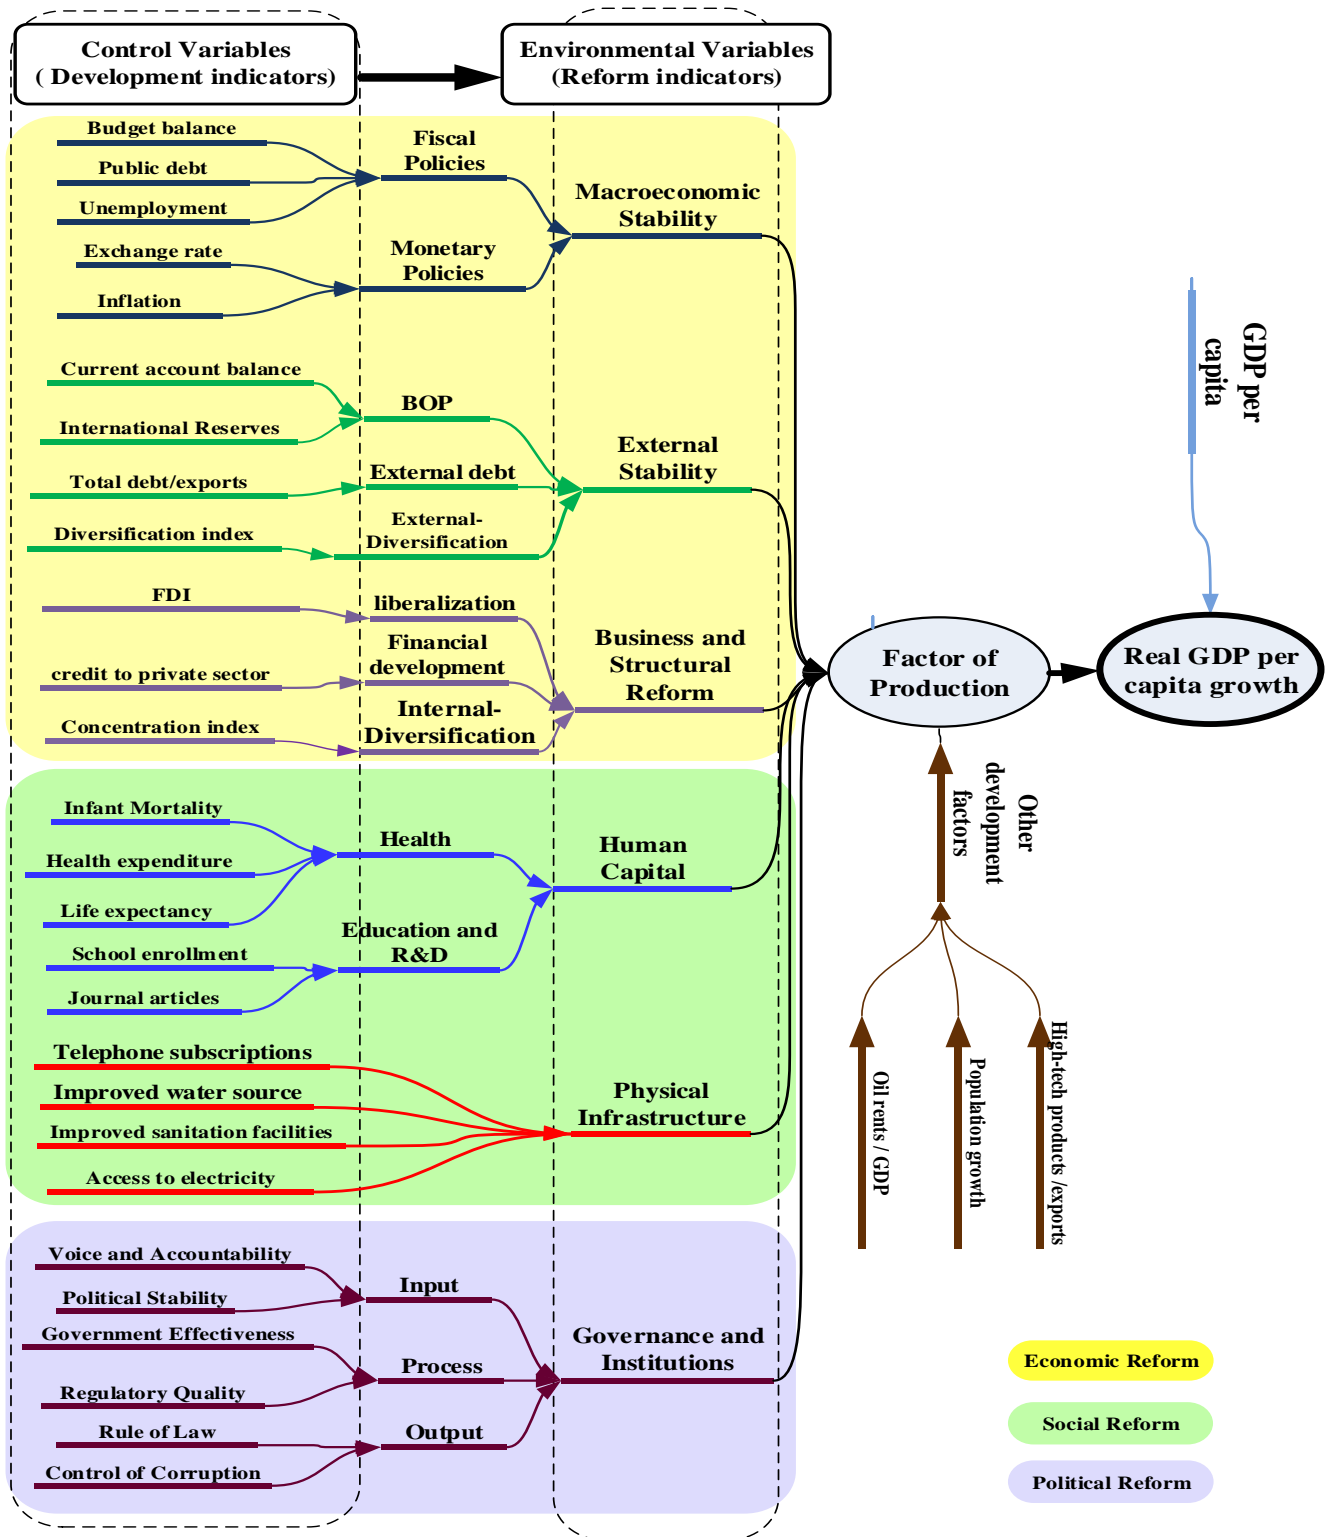 Control Variables
( Development indicators)
Environmental Variables
(Reform indicators)
Budget balance
Public debt
Unemployment
Exchange rate
Inflation
Fiscal
Policies
Monetary
Policies
Macroeconomic
Stability
Current account balance
International Reserves
Total debt/exports
Diversification index
BOP
External debt
External-
Diversification
External
Stability
FDI
credit to private sector
Concentration index
liberalization
Financial
development
Internal-
Diversification
Business and
Structural
Reform
Infant Mortality
Health expenditure
Life expectancy
School enrollment
Journal articles
Health
Education and
R&D
Human
Capital
Telephone subscriptions
Improved water source
Improved sanitation facilities
Access to electricity
Physical
Infrastructure
Voice and Accountability
Political Stability
Government Effectiveness
Regulatory Quality
Rule of Law
Control of Corruption
Input
Process
Output
Governance and
Institutions
Factor of
Production
GDP per
capita
Real GDP per
capita growth
Other
development
factors
Oil rents / GDP
Population growth
High-tech products /exports
Economic Reform
Social Reform
Political Reform